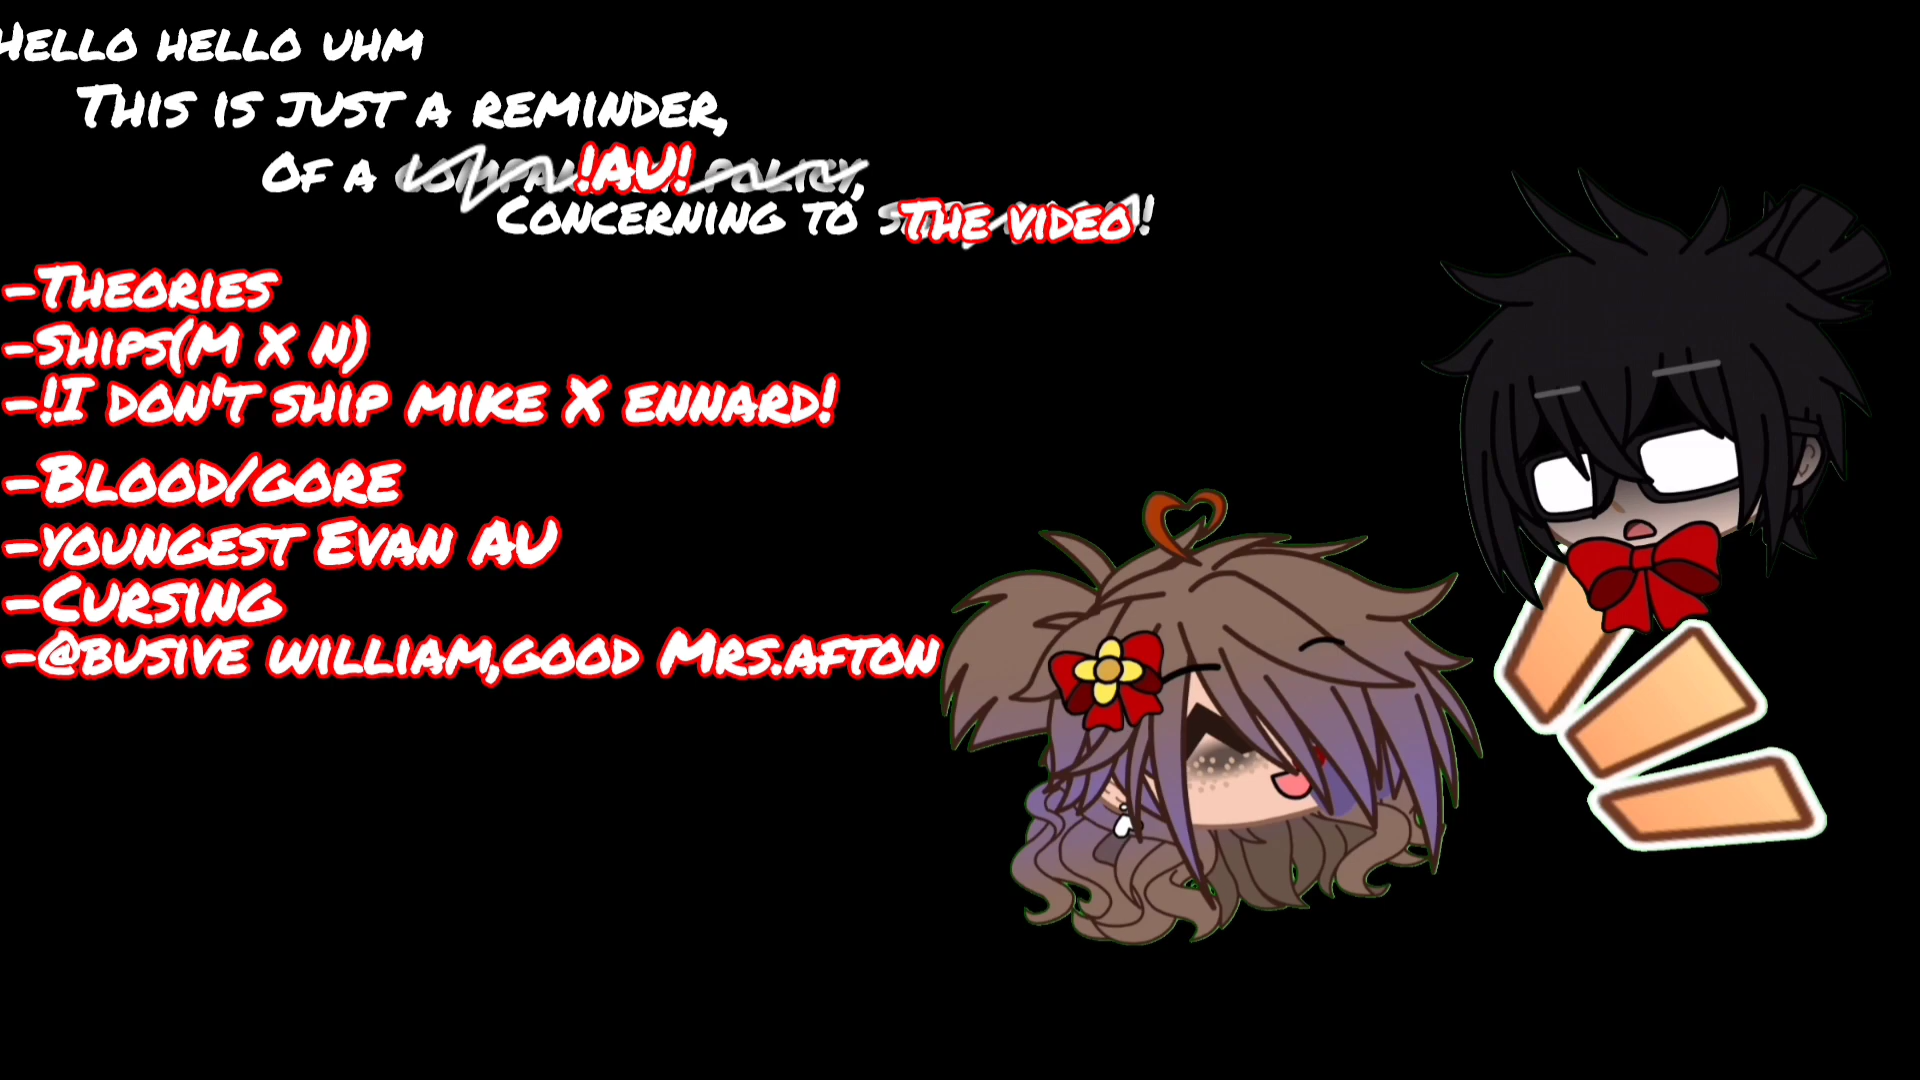 Hello hello uhm
This is just a reminder,
Of a !AU! policy,
Concerning to The video!
-Theories
-Ships(M X N)
-!I don't ship mike X ennard!
-Blood/gore
-youngest Evan AU
-Cursing
-@busive william,good Mrs.afton